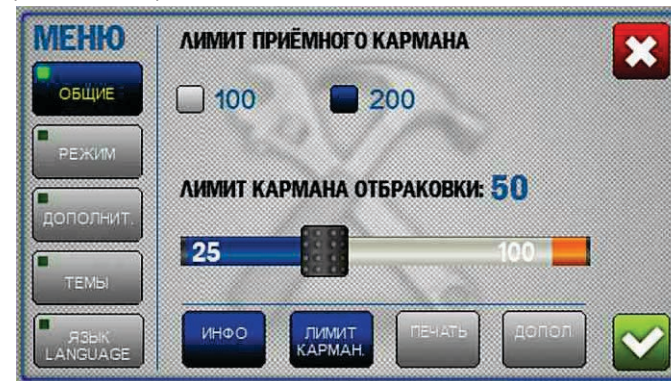 МЕНЮ
ЛИМИТ ПРИЁМНОГО КАРМАНА
ОБЩИЕ
100
200
РЕЖИМ
ЛИМИТ КАРМАНА ОТБРАКОВКИ: 50
ДОПОЛНИТ.
25
100
ТЕМЫ
ИНФО
ЛИМИТ
КАРМАН.
ПЕЧАТЬ
ДОПОЛ.
ЯЗЫК
LANGUAGE